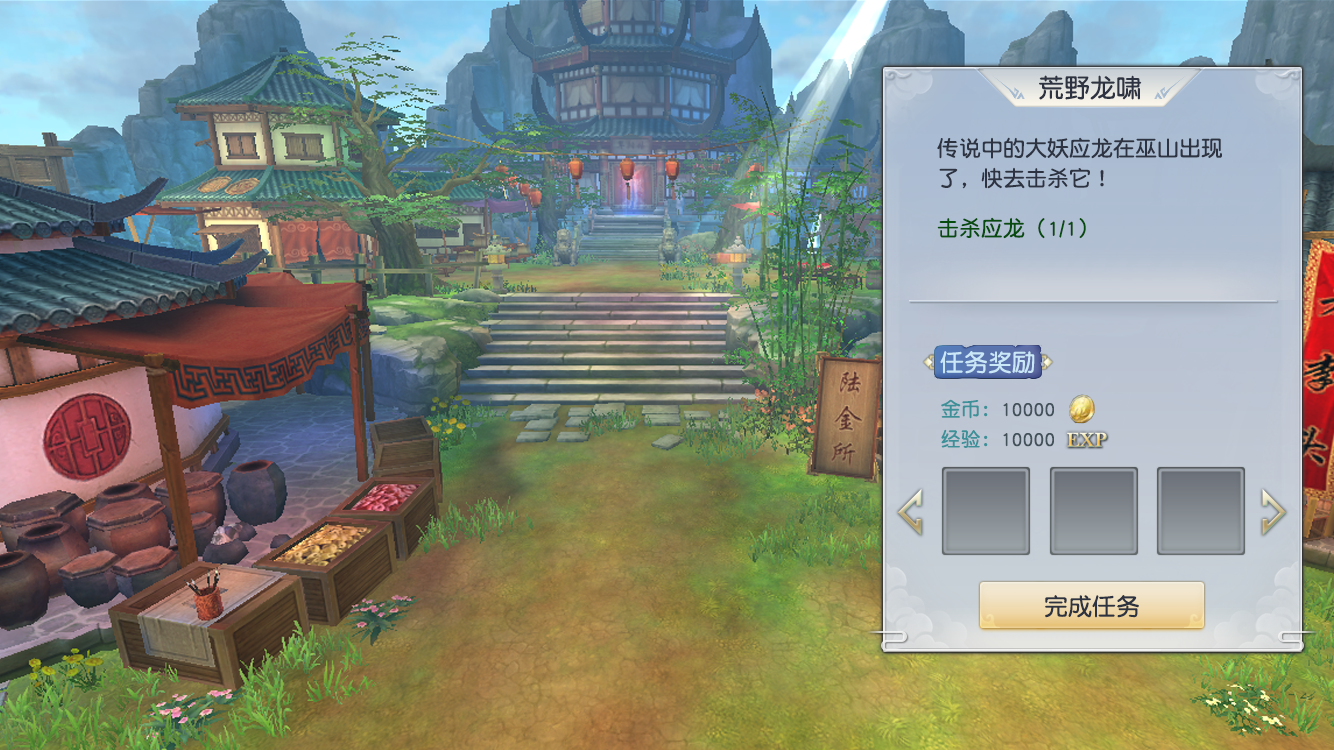 荒野龙啸
传说中的大妖应龙在巫山出现
了，快去击杀它！
击杀应龙（1/1）
任务奖励
金币： 10000
经验： 10000 EXP
完成任务
陆
金
所